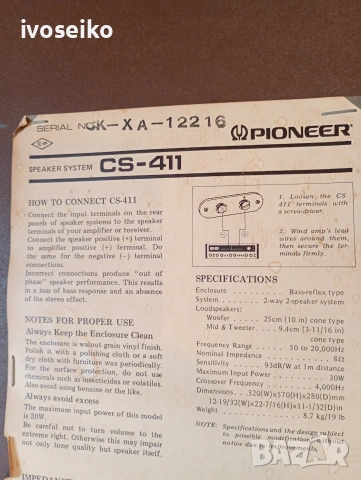 ivoseiko
SERIAL NO. CK-XA-12216
PIONEER
SPEAKER SYSTEM CS-411
HOW TO CONNECT CS-411
Connect the input terminals on the rear
panels of speaker systems to the speaker
terminals of your amplifier or receiver.
Connect the speaker positive (+) terminal
to amplifier positive (+) terminal. Do
the same for the negative (−) terminal
connections.
Incorrect connections produce "out of
phase" speaker performance. This results
in a loss of bass response and an absence
of the stereo effect.
NOTES FOR PROPER USE
Always Keep the Enclosure Clean
The enclosure is walnut grain vinyl finish.
Polish it with a polishing cloth or a soft
dry cloth with furniture wax periodically.
For the surface protection, do not use
chemicals such as insecticides or volatiles.
Also avoid using benzine or the like.
Always avoid excess
The maximum input power of this model
is 30W.
Be careful not to turn volume to the
extreme right. Otherwise this may impair
not only tone quality but speaker itself.
1. Loosen the CS-
411 terminals with
a screwdriver.
2. Wind amp's lead
wires around them,
then secure the ter-
minals firmly.
SPECIFICATIONS
Enclosure . . . . . . . . Bass-reflex type
System . . . . . . 2-way 2-speaker system
Loudspeakers:
Woofer . . . . . . 25cm (10 in) cone type
Mid & Tweeter . . . . 9.4cm (3-11/16 in)
cone type
Frequency Range . . . . 50 to 20,000Hz
Nominal Impedance . . . . . . . . 8Ω
Sensitivity . . . . . 93dB/W at 1m distance
Maximum Input Power . . . . . . . 30W
Crossover Frequency . . . . . . 4,000Hz
Dimensions . . 320(W)x570(H)x280(D)mm
12-19/32(W)x22-7/16(H)x11-1/32(D)in
Weight . . . . . . . . . 8.7 kg/19 lb
NOTE: Specifications and the design subject
to possible modification without
notice due to improvements.
bazar